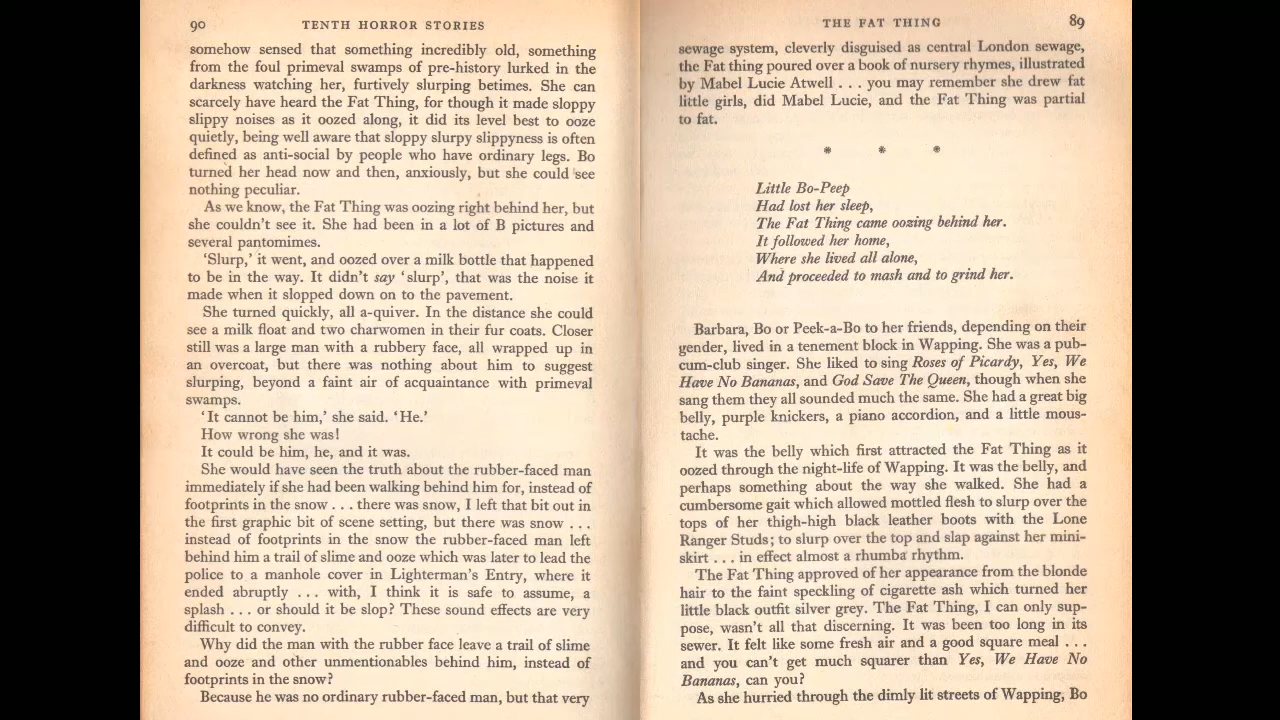 THE FAT THING 89
sewage system, cleverly disguised as central London sewage,
the Fat thing poured over a book of nursery rhymes, illustrated
by Mabel Lucie Atwell . . . you may remember she drew fat
little girls, did Mabel Lucie, and the Fat Thing was partial
to fat.
* * *
Little Bo-Peep
Had lost her sleep,
The Fat Thing came oozing behind her.
It followed her home,
Where she lived all alone,
And proceeded to mash and to grind her.
Barbara, Bo or Peek-a-Bo to her friends, depending on their
gender, lived in a tenement block in Wapping. She was a pub-
cum-club singer. She liked to sing Roses of Picardy, Yes, We
Have No Bananas, and God Save The Queen, though when she
sang them they all sounded much the same. She had a great big
belly, purple knickers, a piano accordion, and a little mous-
tache.
It was the belly which first attracted the Fat Thing as it
oozed through the night-life of Wapping. It was the belly, and
perhaps something about the way she walked. She had a
cumbersome gait which allowed mottled flesh to slurp over the
tops of her thigh-high black leather boots with the Lone
Ranger Studs; to slurp over the top and slap against her mini-
skirt . . . in effect almost a rhumba rhythm.
The Fat Thing approved of her appearance from the blonde
hair to the faint speckling of cigarette ash which turned her
little black outfit silver grey. The Fat Thing, I can only sup-
pose, wasn't all that discerning. It was been too long in its
sewer. It felt like some fresh air and a good square meal . . .
and you can't get much squarer than Yes, We Have No
Bananas, can you?
As she hurried through the dimly lit streets of Wapping, Bo
90 TENTH HORROR STORIES
somehow sensed that something incredibly old, something
from the foul primeval swamps of pre-history lurked in the
darkness watching her, furtively slurping betimes. She can
scarcely have heard the Fat Thing, for though it made sloppy
slippy noises as it oozed along, it did its level best to ooze
quietly, being well aware that sloppy slurpy slippyness is often
defined as anti-social by people who have ordinary legs. Bo
turned her head now and then, anxiously, but she could see
nothing peculiar.
As we know, the Fat Thing was oozing right behind her, but
she couldn't see it. She had been in a lot of B pictures and
several pantomimes.
'Slurp,' it went, and oozed over a milk bottle that happened
to be in the way. It didn't say 'slurp', that was the noise it
made when it slopped down on to the pavement.
She turned quickly, all a-quiver. In the distance she could
see a milk float and two charwomen in their fur coats. Closer
still was a large man with a rubbery face, all wrapped up in
an overcoat, but there was nothing about him to suggest
slurping, beyond a faint air of acquaintance with primeval
swamps.
'It cannot be him,' she said. 'He.'
How wrong she was!
It could be him, he, and it was.
She would have seen the truth about the rubber-faced man
immediately if she had been walking behind him for, instead of
footprints in the snow . . . there was snow, I left that bit out in
the first graphic bit of scene setting, but there was snow . . .
instead of footprints in the snow the rubber-faced man left
behind him a trail of slime and ooze which was later to lead the
police to a manhole cover in Lighterman's Entry, where it
ended abruptly . . . with, I think it is safe to assume, a
splash . . . or should it be slop? These sound effects are very
difficult to convey.
Why did the man with the rubber face leave a trail of slime
and ooze and other unmentionables behind him, instead of
footprints in the snow?
Because he was no ordinary rubber-faced man, but that very